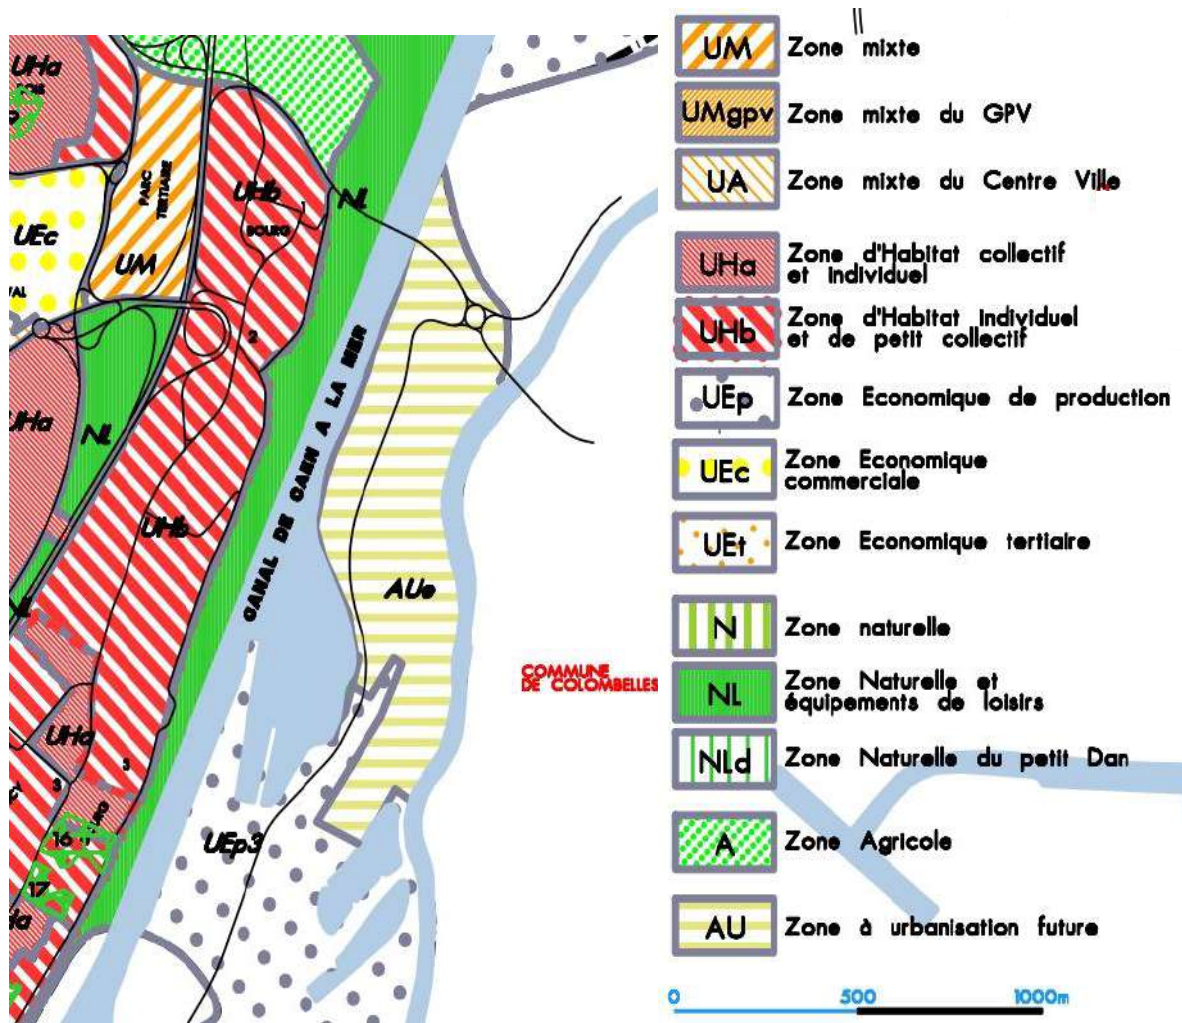 UHa
BOIS
NL
UHb
BOURG
PARC
TERTIAIRE
UEc
UM
VAL
2
UHa
NL
CANAL DE CAEN A LA MER
UHb
AUe
NL
COMMUNE
DE COLOMBELLES
UHa
3
3
16
17
UEp3
UM Zone mixte
UMgpv Zone mixte du GPV
UA Zone mixte du Centre Ville
UHa Zone d'Habitat collectif
et Individuel
UHb Zone d'Habitat Individuel
et de petit collectif
UEp Zone Economique de production
UEc Zone Economique
commerciale
UEt Zone Economique tertiaire
N Zone naturelle
NL Zone Naturelle et
équipements de loisirs
NLd Zone Naturelle du petit Dan
A Zone Agricole
AU Zone à urbanisation future
0 500 1000m